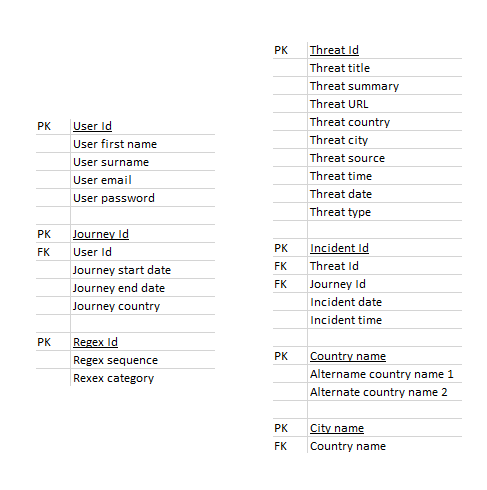 PK User Id
User first name
User surname
User email
User password
PK Journey Id
FK User Id
Journey start date
Journey end date
Journey country
PK Regex Id
Regex sequence
Rexex category
PK Threat Id
Threat title
Threat summary
Threat URL
Threat country
Threat city
Threat source
Threat time
Threat date
Threat type
PK Incident Id
FK Threat Id
FK Journey Id
Incident date
Incident time
PK Country name
Altername country name 1
Alternate country name 2
PK City name
FK Country name